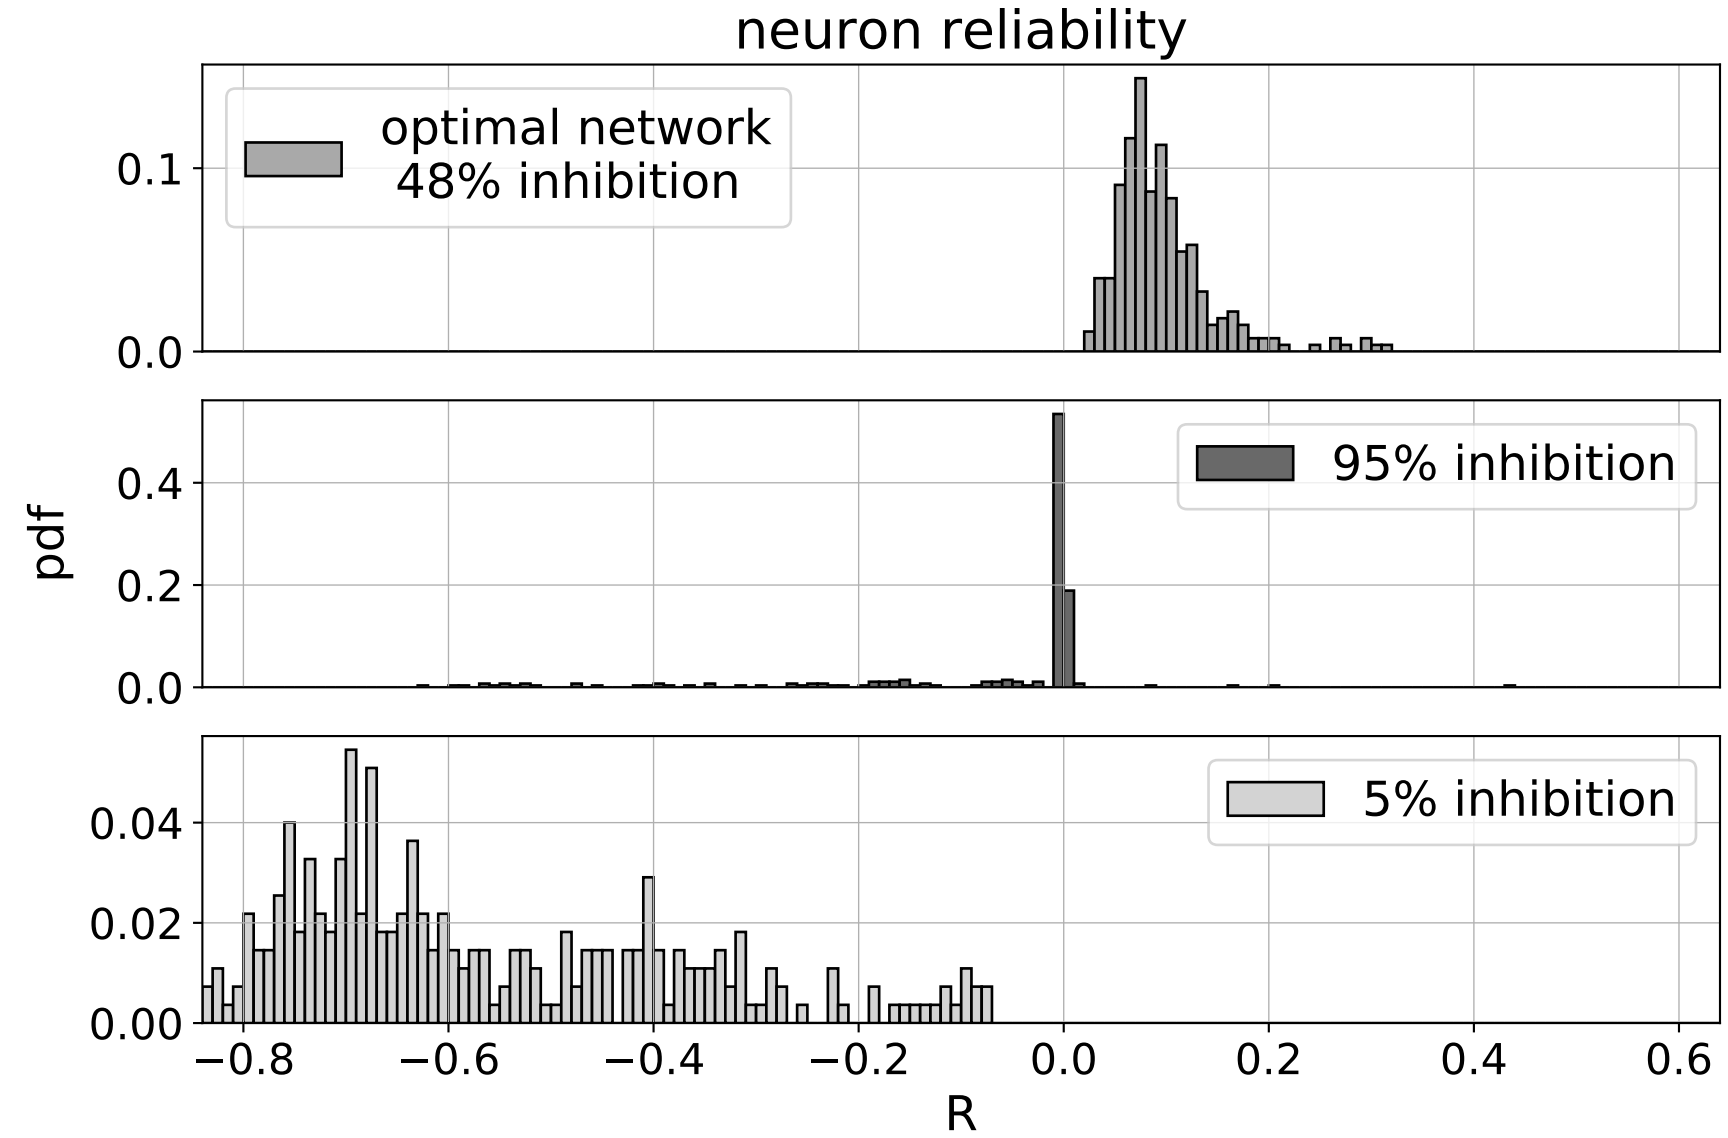 neuron reliability
optimal network
48% inhibition
0.1
0.0
95% inhibition
0.4
0.2
0.0
pdf
5% inhibition
0.04
0.02
0.00
−0.8 −0.6 −0.4 −0.2 0.0 0.2 0.4 0.6
R